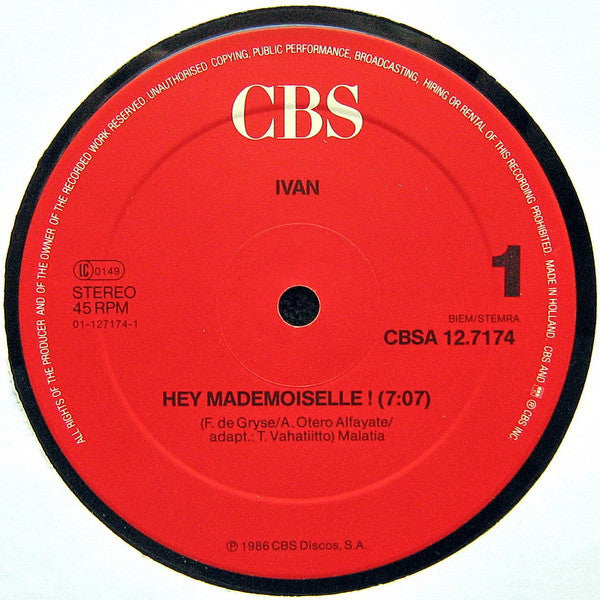 ALL RIGHTS OF THE PRODUCER AND OF THE OWNER OF THE RECORDED WORK RESERVED. UNAUTHORISED COPYING, PUBLIC PERFORMANCE, BROADCASTING, HIRING OR RENTAL OF THIS RECORDING PROHIBITED. MADE IN HOLLAND. CBS AND ℗ CBS INC.
CBS
IVAN
1
LC 0149
STEREO
45 RPM
01-127174-1
BIEM/STEMRA
CBSA 12.7174
HEY MADEMOISELLE ! (7:07)
(F. de Gryse/A. Otero Alfayate/
adapt.: T. Vahatiitto) Malatia
℗ 1986 CBS Discos, S.A.